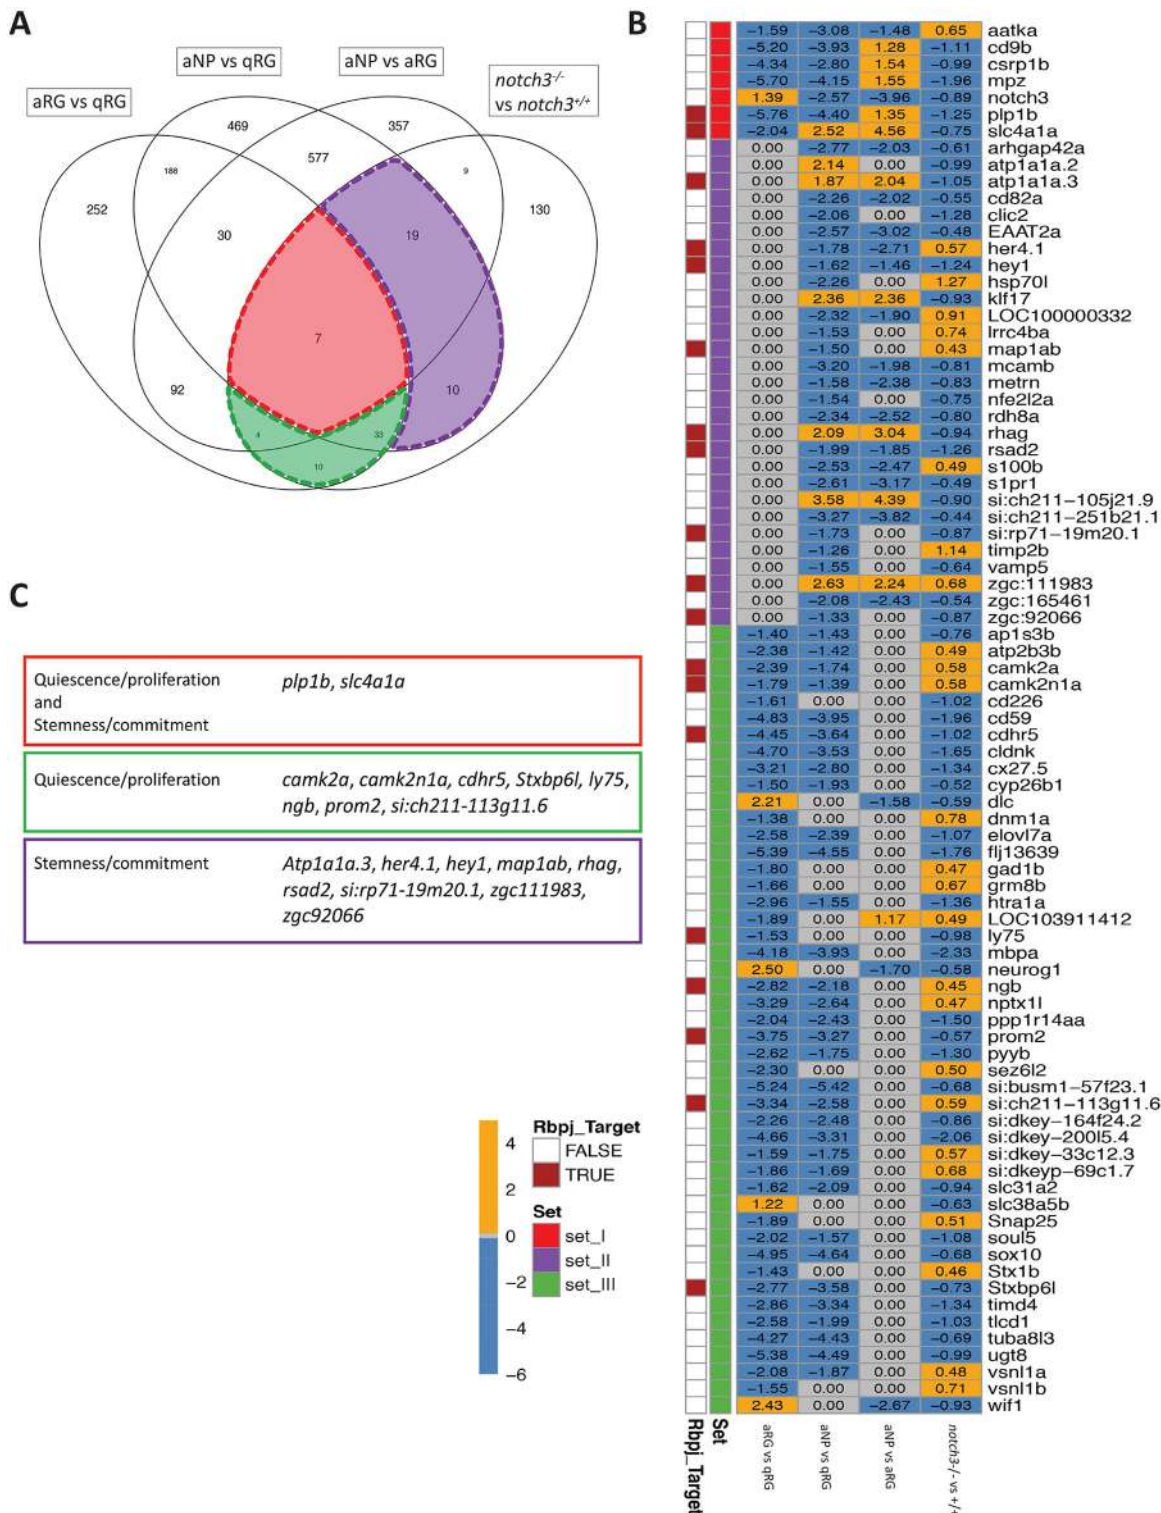 A
aNP vs qRG
aNP vs aRG
aRG vs qRG
notch3-/-
vs notch3+/+
469
357
577
188
9
252
130
30
19
7
92
10
4
33
10
C
Quiescence/proliferation
and
Stemness/commitment
plp1b, slc4a1a
Quiescence/proliferation
camk2a, camk2n1a, cdhr5, Stxbp6l, ly75,
ngb, prom2, si:ch211-113g11.6
Stemness/commitment
Atp1a1a.3, her4.1, hey1, map1ab, rhag,
rsad2, si:rp71-19m20.1, zgc111983,
zgc92066
4
2
0
−2
−4
−6
Rbpj_Target
FALSE
TRUE
Set
set_I
set_II
set_III
B
−1.59 −3.08 −1.48 0.65 aatka
−5.20 −3.93 1.28 −1.11 cd9b
−4.34 −2.80 1.54 −0.99 csrp1b
−5.70 −4.15 1.55 −1.96 mpz
1.39 −2.57 −3.96 −0.89 notch3
−5.76 −4.40 1.35 −1.25 plp1b
−2.04 2.52 4.56 −0.75 slc4a1a
0.00 −2.77 −2.03 −0.61 arhgap42a
0.00 2.14 0.00 −0.99 atp1a1a.2
0.00 1.87 2.04 −1.05 atp1a1a.3
0.00 −2.26 −2.02 −0.55 cd82a
0.00 −2.06 0.00 −1.28 clic2
0.00 −2.57 −3.02 −0.48 EAAT2a
0.00 −1.78 −2.71 0.57 her4.1
0.00 −1.62 −1.46 −1.24 hey1
0.00 −2.26 0.00 1.27 hsp70l
0.00 2.36 2.36 −0.93 klf17
0.00 −2.32 −1.90 0.91 LOC100000332
0.00 −1.53 0.00 0.74 lrrc4ba
0.00 −1.50 0.00 0.43 map1ab
0.00 −3.20 −1.98 −0.81 mcamb
0.00 −1.58 −2.38 −0.83 metrn
0.00 −1.54 0.00 −0.75 nfe2l2a
0.00 −2.34 −2.52 −0.80 rdh8a
0.00 2.09 3.04 −0.94 rhag
0.00 −1.99 −1.85 −1.26 rsad2
0.00 −2.53 −2.47 0.49 s100b
0.00 −2.61 −3.17 −0.49 s1pr1
0.00 3.58 4.39 −0.90 si:ch211−105j21.9
0.00 −3.27 −3.82 −0.44 si:ch211−251b21.1
0.00 −1.73 0.00 −0.87 si:rp71−19m20.1
0.00 −1.26 0.00 1.14 timp2b
0.00 −1.55 0.00 −0.64 vamp5
0.00 2.63 2.24 0.68 zgc:111983
0.00 −2.08 −2.43 −0.54 zgc:165461
0.00 −1.33 0.00 −0.87 zgc:92066
−1.40 −1.43 0.00 −0.76 ap1s3b
−2.38 −1.42 0.00 0.49 atp2b3b
−2.39 −1.74 0.00 0.58 camk2a
−1.79 −1.39 0.00 0.58 camk2n1a
−1.61 0.00 0.00 −1.02 cd226
−4.83 −3.95 0.00 −1.96 cd59
−4.45 −3.64 0.00 −1.02 cdhr5
−4.70 −3.53 0.00 −1.65 cldnk
−3.21 −2.80 0.00 −1.34 cx27.5
−1.50 −1.93 0.00 −0.52 cyp26b1
2.21 0.00 −1.58 −0.59 dlc
−1.38 0.00 0.00 0.78 dnm1a
−2.58 −2.39 0.00 −1.07 elovl7a
−5.39 −4.55 0.00 −1.76 flj13639
−1.80 0.00 0.00 0.47 gad1b
−1.66 0.00 0.00 0.67 grm8b
−2.96 −1.55 0.00 −1.36 htra1a
−1.89 0.00 1.17 0.49 LOC103911412
−1.53 0.00 0.00 −0.98 ly75
−4.18 −3.93 0.00 −2.33 mbpa
2.50 0.00 −1.70 −0.58 neurog1
−2.82 −2.18 0.00 0.45 ngb
−3.29 −2.64 0.00 0.47 nptx1l
−2.04 −2.43 0.00 −1.50 ppp1r14aa
−3.75 −3.27 0.00 −0.57 prom2
−2.62 −1.75 0.00 −1.30 pyyb
−2.30 0.00 0.00 0.50 sez6l2
−5.24 −5.42 0.00 −0.68 si:busm1−57f23.1
−3.34 −2.58 0.00 0.59 si:ch211−113g11.6
−2.26 −2.48 0.00 −0.86 si:dkey−164f24.2
−4.66 −3.31 0.00 −2.06 si:dkey−200l5.4
−1.59 −1.75 0.00 0.57 si:dkey−33c12.3
−1.86 −1.69 0.00 0.68 si:dkeyp−69c1.7
−1.62 −2.09 0.00 −0.94 slc31a2
1.22 0.00 0.00 −0.63 slc38a5b
−1.89 0.00 0.00 0.51 Snap25
−2.02 −1.57 0.00 −1.08 soul5
−4.95 −4.64 0.00 −0.68 sox10
−1.43 0.00 0.00 0.46 Stx1b
−2.77 −3.58 0.00 −0.73 Stxbp6l
−2.86 −3.34 0.00 −1.34 timd4
−2.58 −1.99 0.00 −1.03 tlcd1
−4.27 −4.43 0.00 −0.69 tuba8l3
−5.38 −4.49 0.00 −0.99 ugt8
−2.08 −1.87 0.00 0.48 vsnl1a
−1.55 0.00 0.00 0.71 vsnl1b
2.43 0.00 −2.67 −0.93 wif1
Rbpj_Target
Set
aRG vs qRG
aNP vs qRG
aNP vs aRG
notch3-/- vs +/+